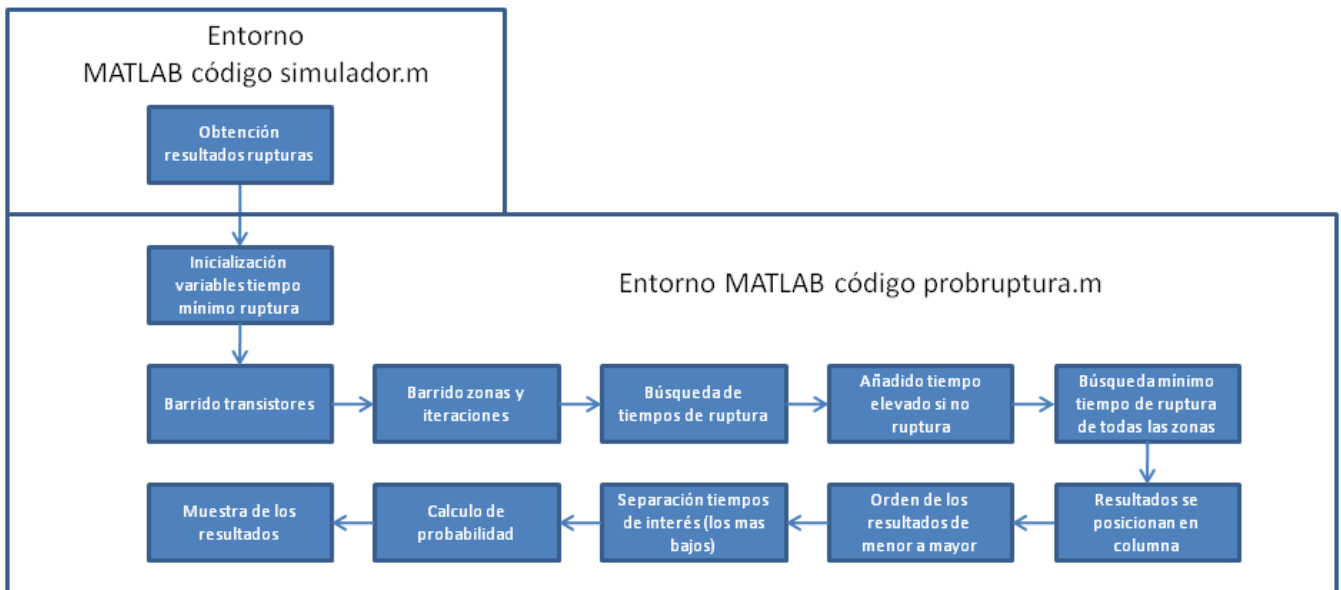 Entorno
MATLAB código simulador.m
Obtención
resultados rupturas
Inicialización
variables tiempo
mínimo ruptura
Entorno MATLAB código probruptura.m
Barrido transistores
Barrido zonas y
iteraciones
Búsqueda de
tiempos de ruptura
Añadido tiempo
elevado si no
ruptura
Búsqueda mínimo
tiempo de ruptura
de todas las zonas
Resultados se
posicionan en
columna
Orden de los
resultados de
menor a mayor
Separación tiempos
de interés (los mas
bajos)
Calculo de
probabilidad
Muestra de los
resultados